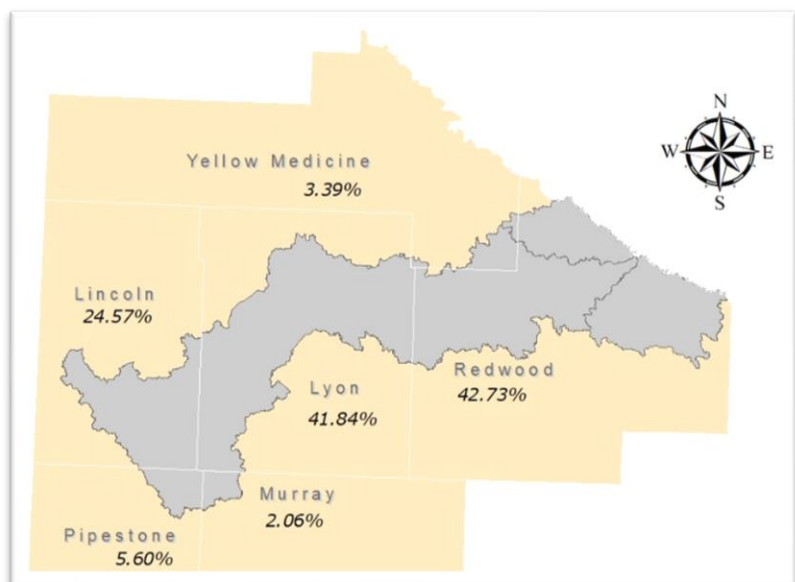 N
W E
S
Yellow Medicine
3.39%
Lincoln
24.57%
Redwood
42.73%
Lyon
41.84%
Murray
2.06%
Pipestone
5.60%